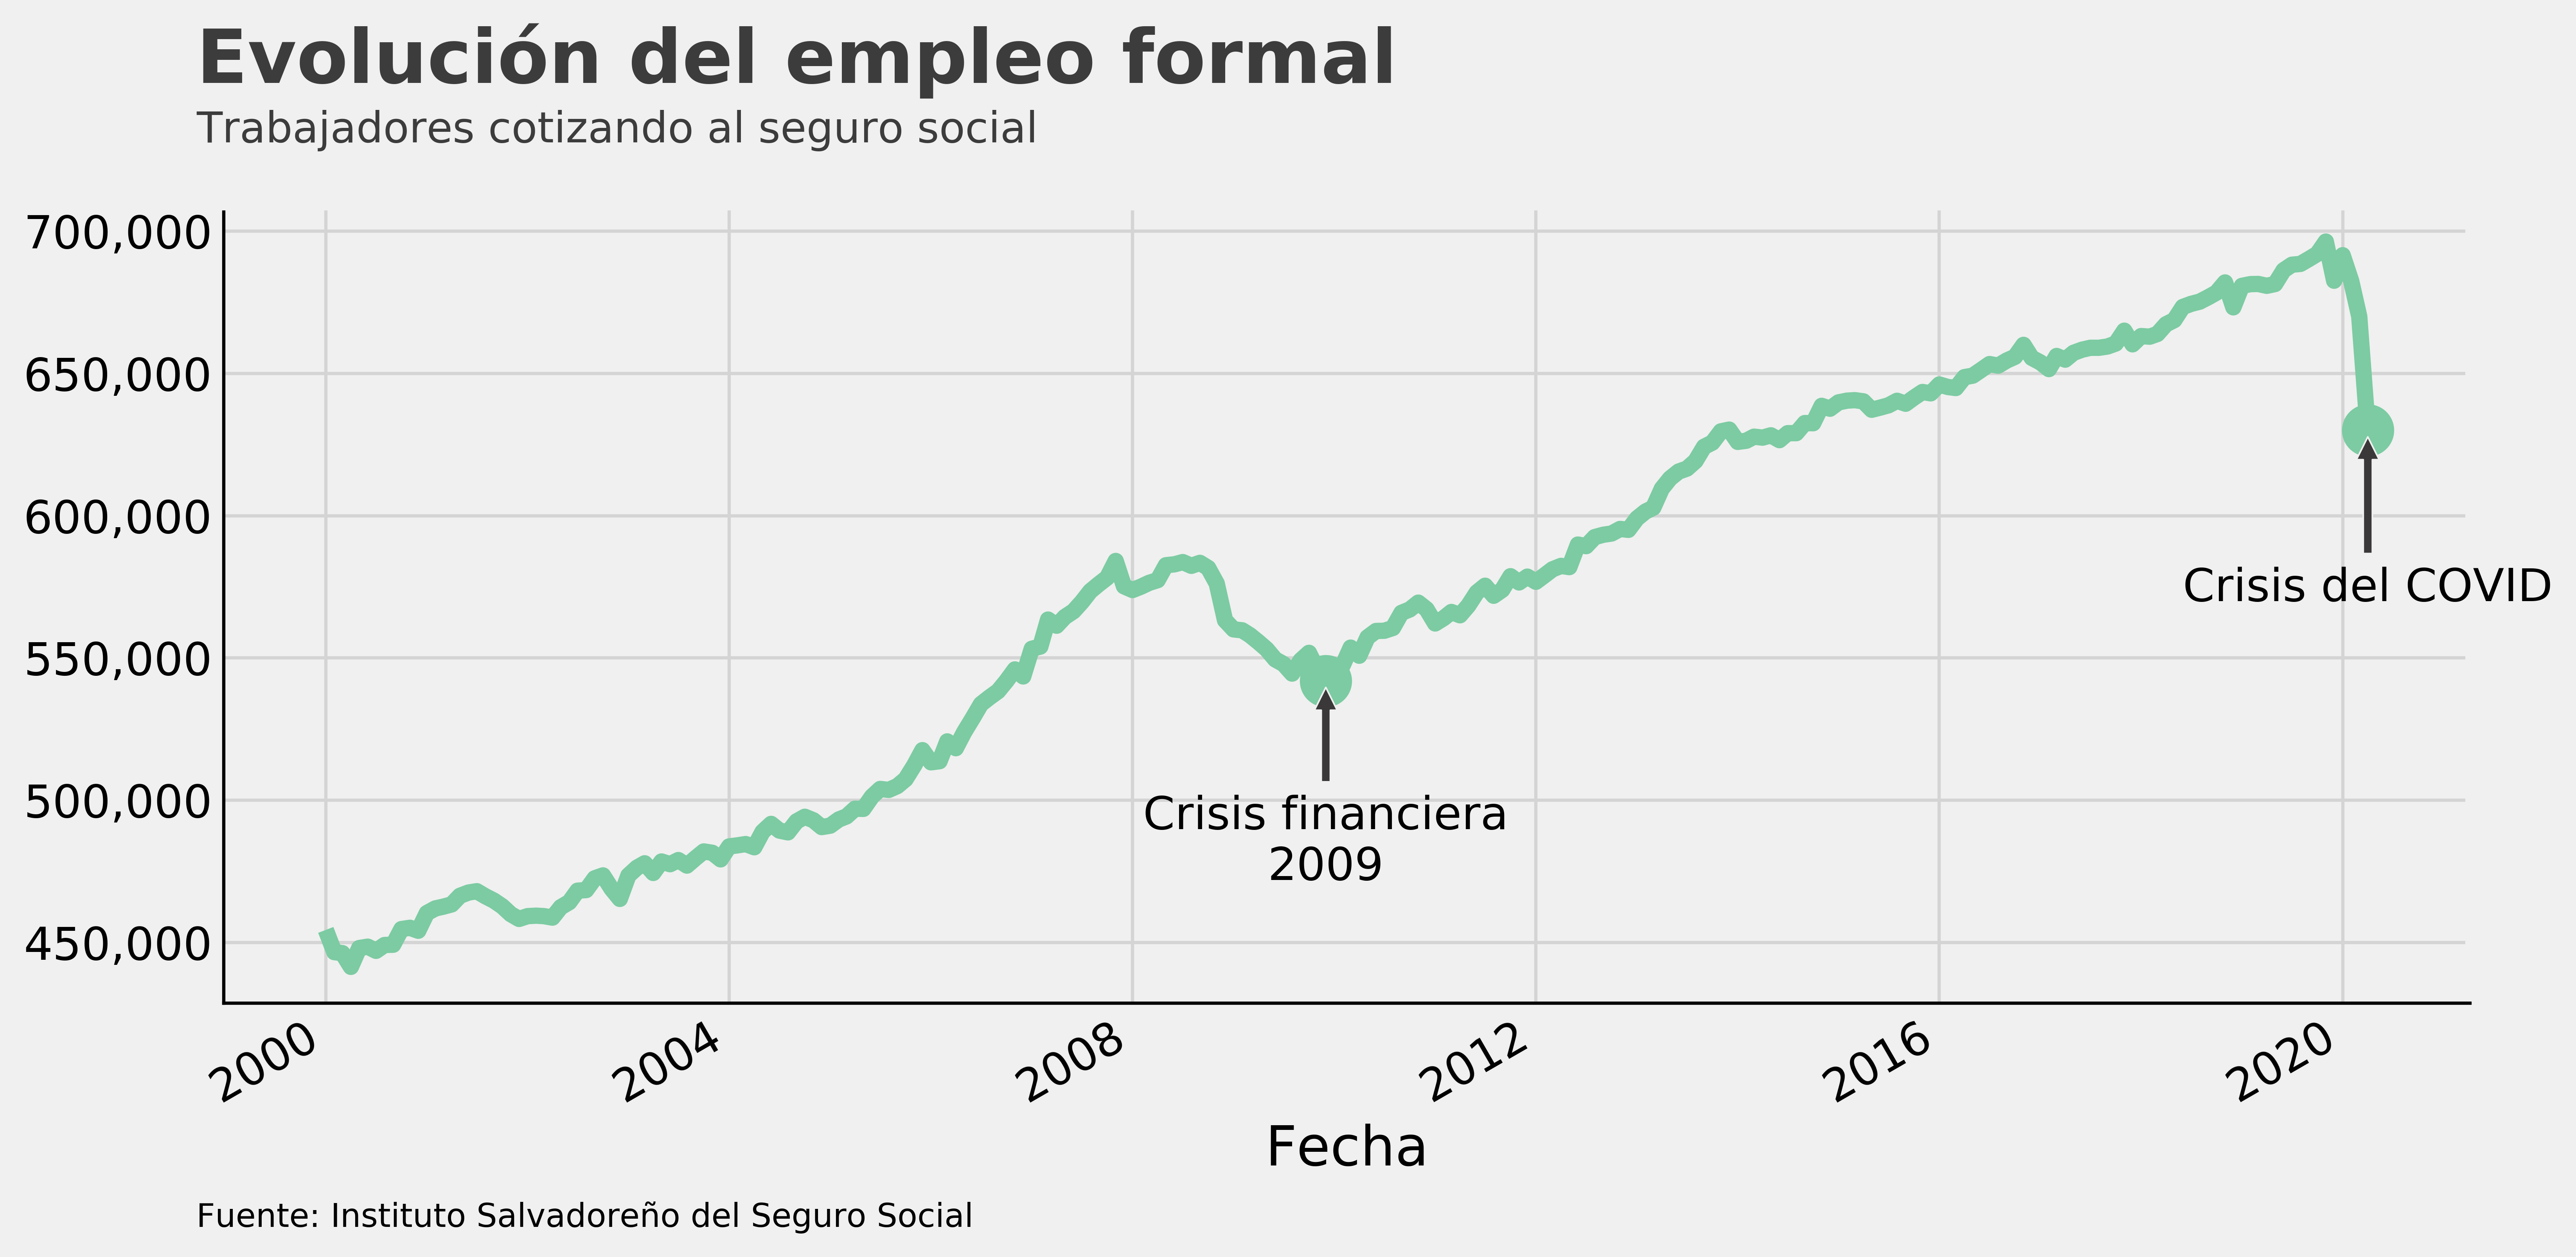 Evolución del empleo formal
Trabajadores cotizando al seguro social
700,000
650,000
600,000
550,000
500,000
450,000
Crisis del COVID
Crisis financiera
2009
2000
2004
2008
2012
2016
2020
Fecha
Fuente: Instituto Salvadoreño del Seguro Social